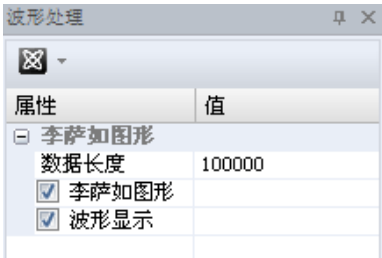 波形处理
属性 值
李萨如图形
数据长度 100000
李萨如图形
波形显示